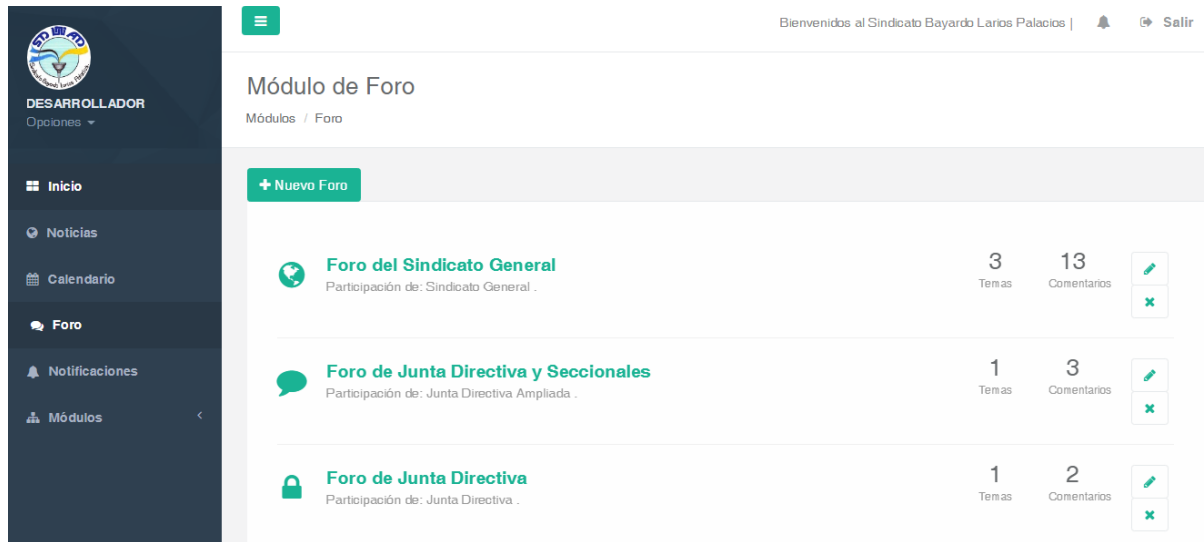 Bienvenidos al Sindicato Bayardo Larios Palacios |
Salir
DESARROLLADOR
Opciones
Inicio
Noticias
Calendario
Foro
Notificaciones
Módulos
Módulo de Foro
Módulos / Foro
+ Nuevo Foro
Foro del Sindicato General
Participación de: Sindicato General .
3 13
Temas Comentarios
Foro de Junta Directiva y Seccionales
Participación de: Junta Directiva Ampliada .
1 3
Temas Comentarios
Foro de Junta Directiva
Participación de: Junta Directiva .
1 2
Temas Comentarios